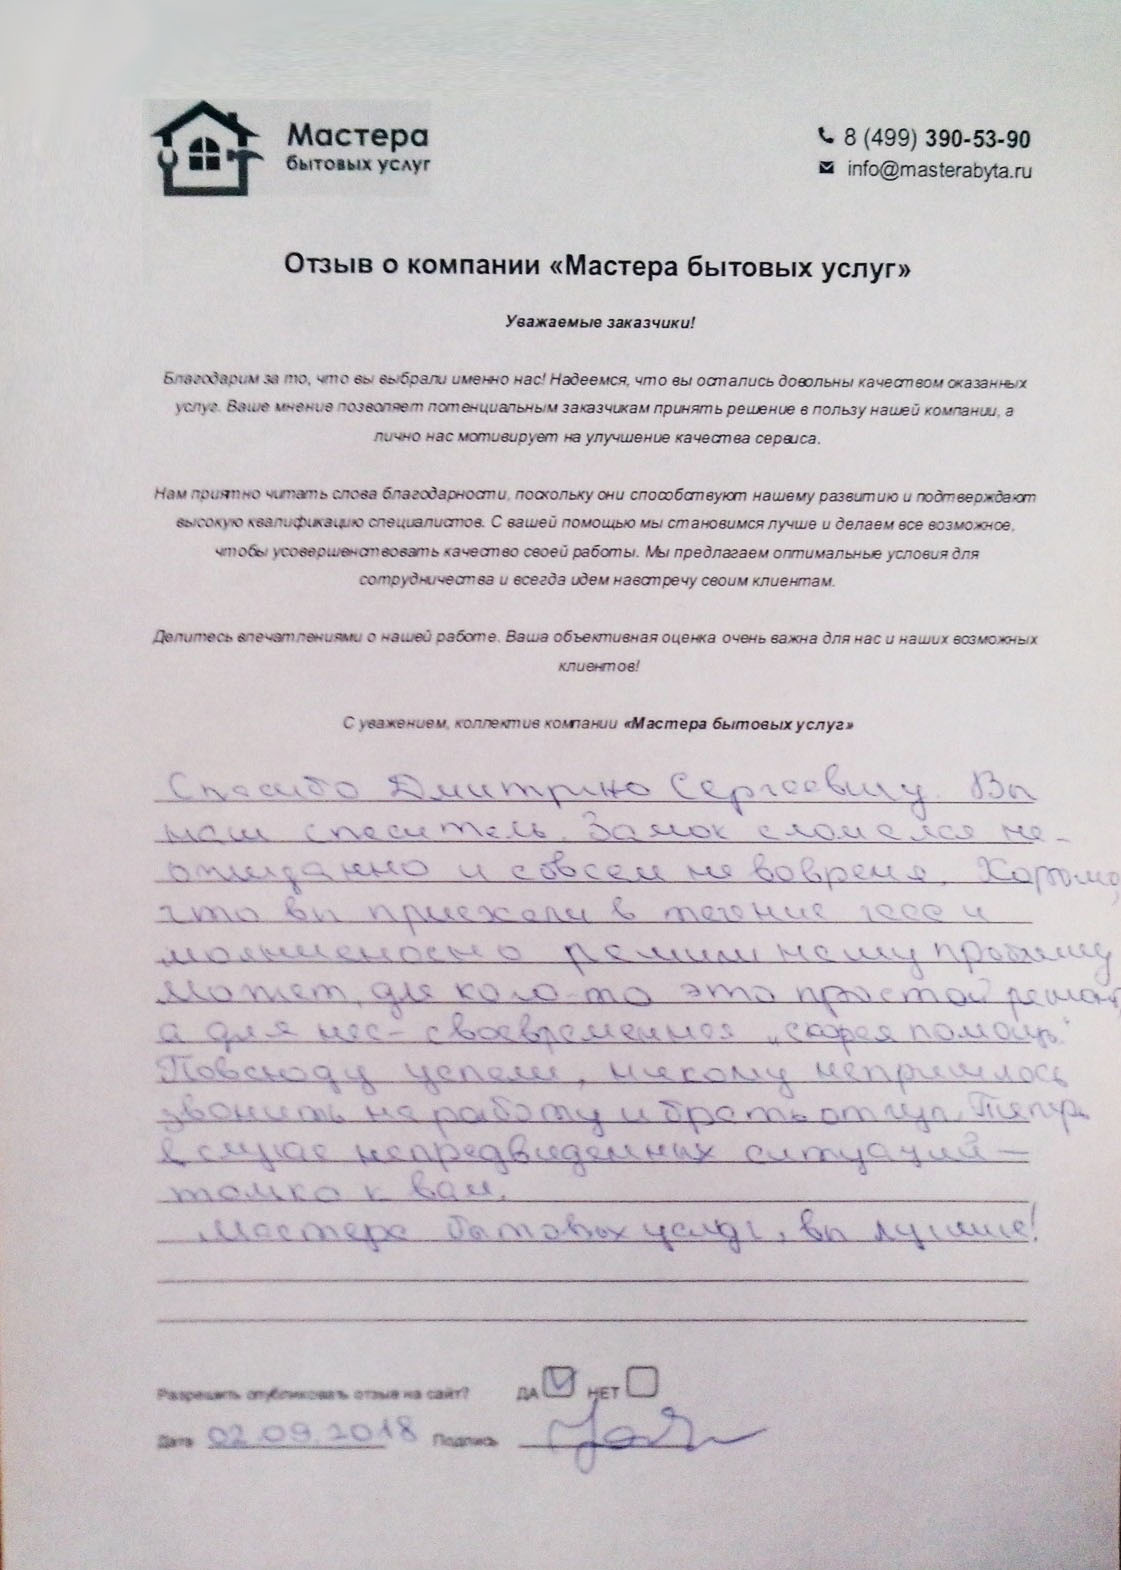 Мастера
бытовых услуг
8 (499) 390-53-90
info@masterabyta.ru
Отзыв о компании «Мастера бытовых услуг»
Уважаемые заказчики!
Благодарим за то, что вы выбрали именно нас! Надеемся, что вы остались довольны качеством оказанных
услуг. Ваше мнение позволяет потенциальным заказчикам принять решение в пользу нашей компании, а
лично нас мотивирует на улучшение качества сервиса.
Нам приятно читать слова благодарности, поскольку они способствуют нашему развитию и подтверждают
высокую квалификацию специалистов. С вашей помощью мы становимся лучше и делаем все возможное,
чтобы усовершенствовать качество своей работы. Мы предлагаем оптимальные условия для
сотрудничества и всегда идем навстречу своим клиентам.
Делитесь впечатлениями о нашей работе. Ваша объективная оценка очень важна для нас и наших возможных
клиентов!
С уважением, коллектив компании «Мастера бытовых услуг»
Спасибо Дмитрию Сергеевичу. Вы
наш спаситель. Замок сломался не-
ожиданно и совсем не вовремя. Хорошо,
что вы приехали в течение часа и
молниеносно решили нашу проблему
Может, для кого-то это простой ремонт,
а для нас - своевременная „скорая помощь“
Повсюду успели, никому не пришлось
звонить на работу и брать отгул. Теперь
в случае непредвиденных ситуаций -
только к вам.
Мастера бытовых услуг, вы лучшие!
Разрешить опубликовать отзыв на сайт? ДА НЕТ
Дата 02.09.2018 Подпись